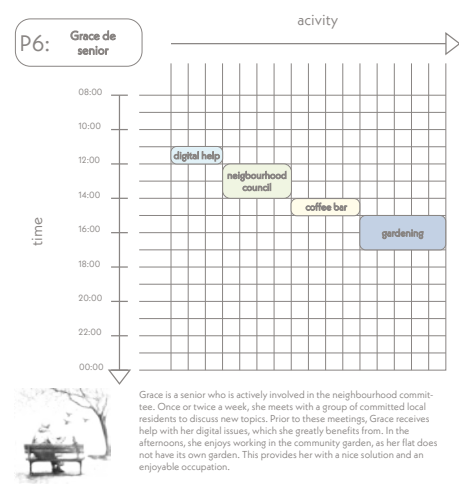 acivity
P6:
Grace de
senior
08:00
10:00
12:00
14:00
16:00
18:00
20:00
22:00
00:00
time
digital help
neigbourhood
council
coffee bar
gardening
Grace is a senior who is actively involved in the neighbourhood commit-
tee. Once or twice a week, she meets with a group of committed local
residents to discuss new topics. Prior to these meetings, Grace receives
help with her digital issues, which she greatly benefits from. In the
afternoons, she enjoys working in the community garden, as her flat does
not have its own garden. This provides her with a nice solution and an
enjoyable occupation.